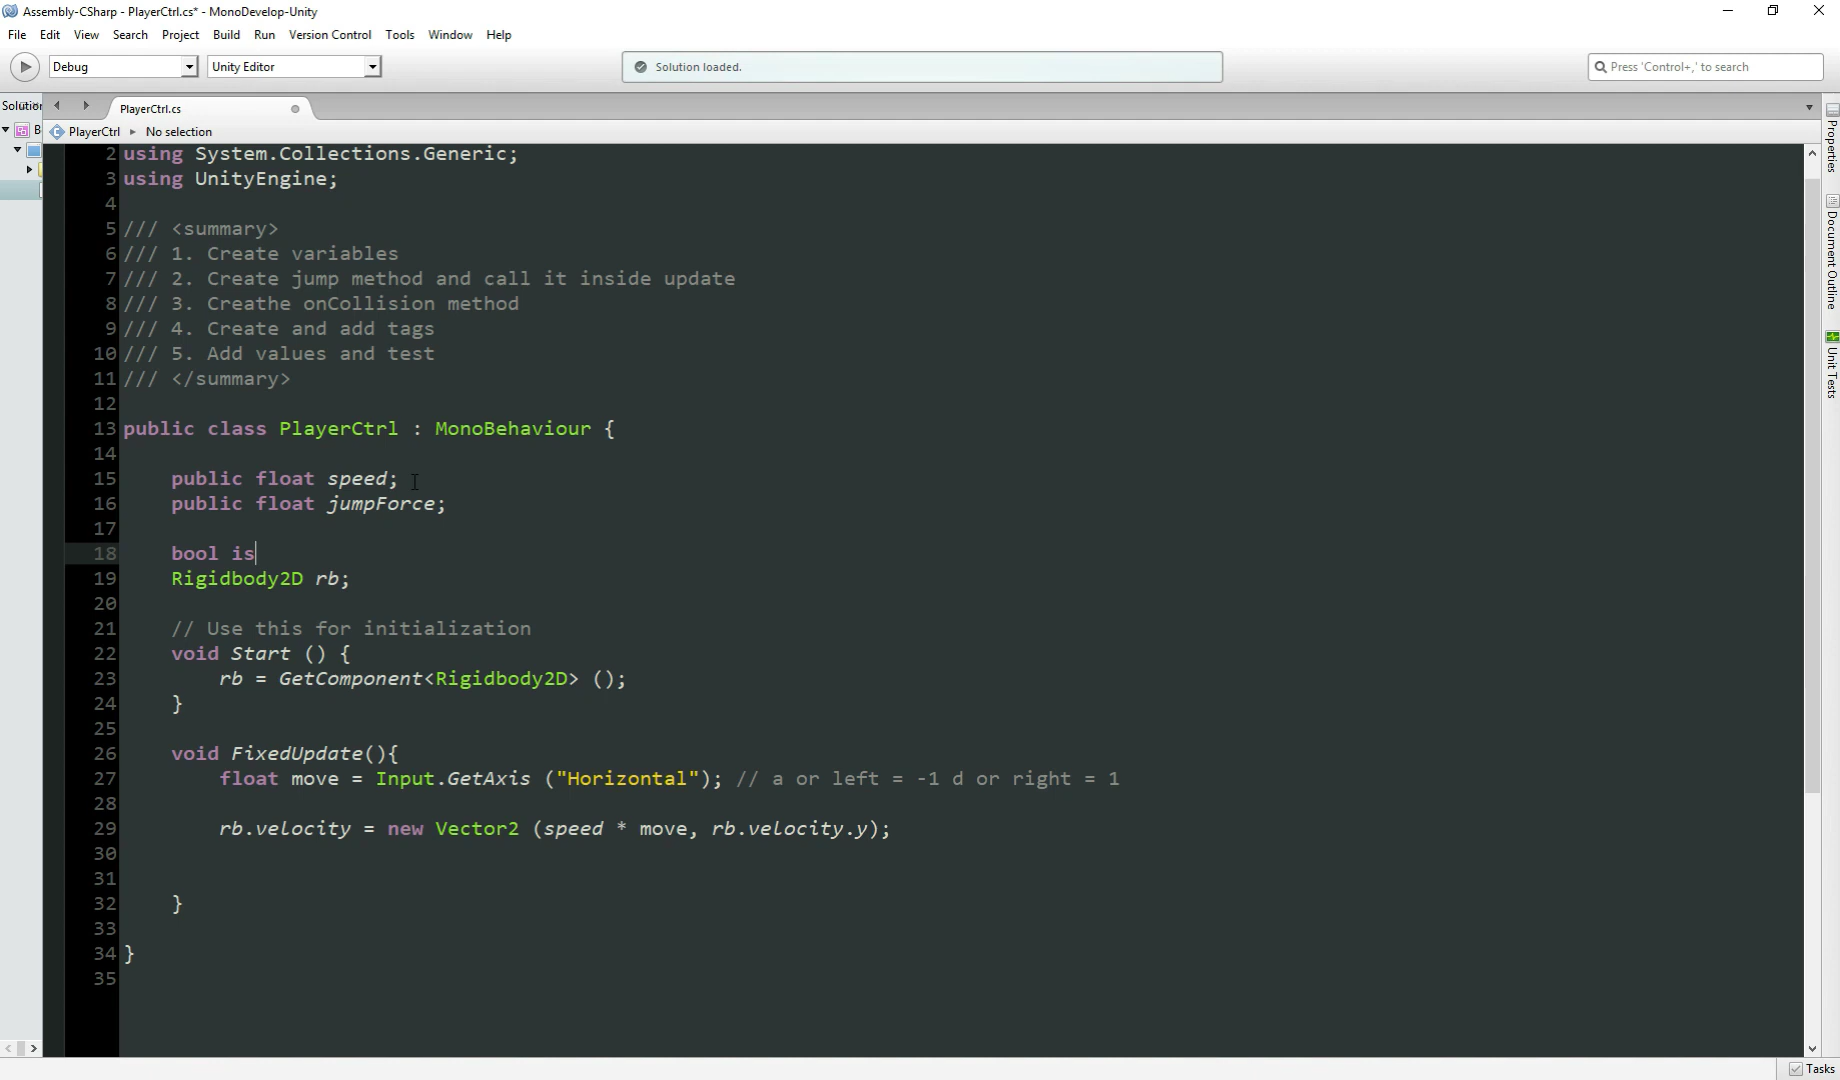 Assembly-CSharp - PlayerCtrl.cs* - MonoDevelop-Unity
File Edit View Search Project Build Run Version Control Tools Window Help
Debug Unity Editor Solution loaded. Press 'Control+,' to search
Solution PlayerCtrl.cs
B PlayerCtrl No selection
2 using System.Collections.Generic;
3 using UnityEngine;
4
5 /// <summary>
6 /// 1. Create variables
7 /// 2. Create jump method and call it inside update
8 /// 3. Creathe onCollision method
9 /// 4. Create and add tags
10 /// 5. Add values and test
11 /// </summary>
12
13 public class PlayerCtrl : MonoBehaviour {
14
15 public float speed;
16 public float jumpForce;
17
18 bool is
19 Rigidbody2D rb;
20
21 // Use this for initialization
22 void Start () {
23 rb = GetComponent<Rigidbody2D> ();
24 }
25
26 void FixedUpdate(){
27 float move = Input.GetAxis ("Horizontal"); // a or left = -1 d or right = 1
28
29 rb.velocity = new Vector2 (speed * move, rb.velocity.y);
30
31
32 }
33
34 }
35
Properties
Document Outline
Unit Tests
Tasks